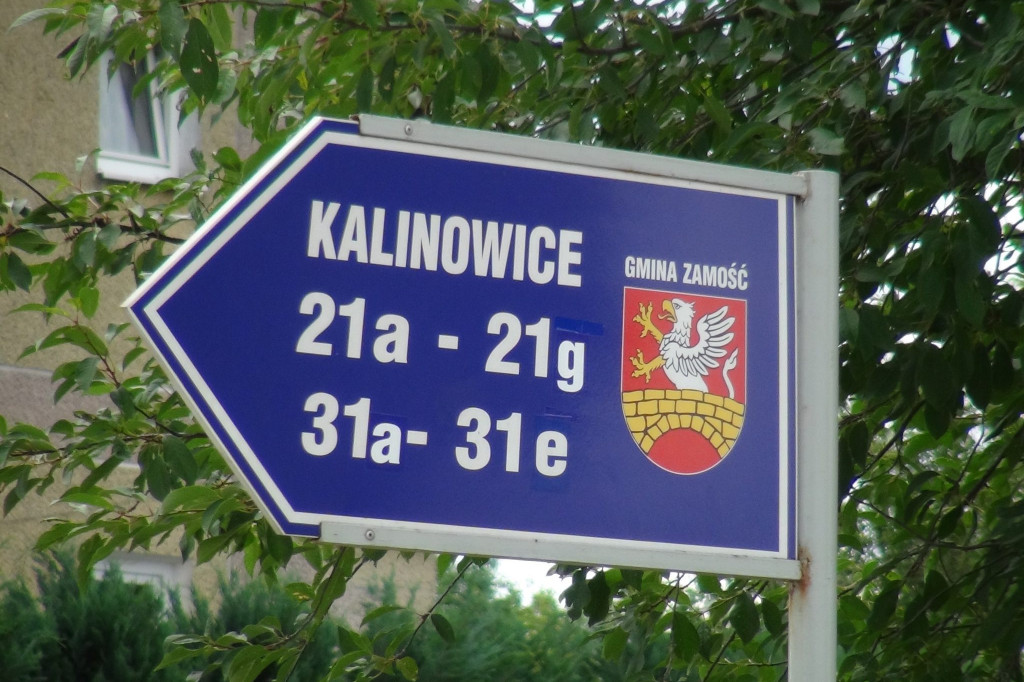 KALINOWICE
21a - 21g
31a- 31e
GMINA ZAMOŚĆ